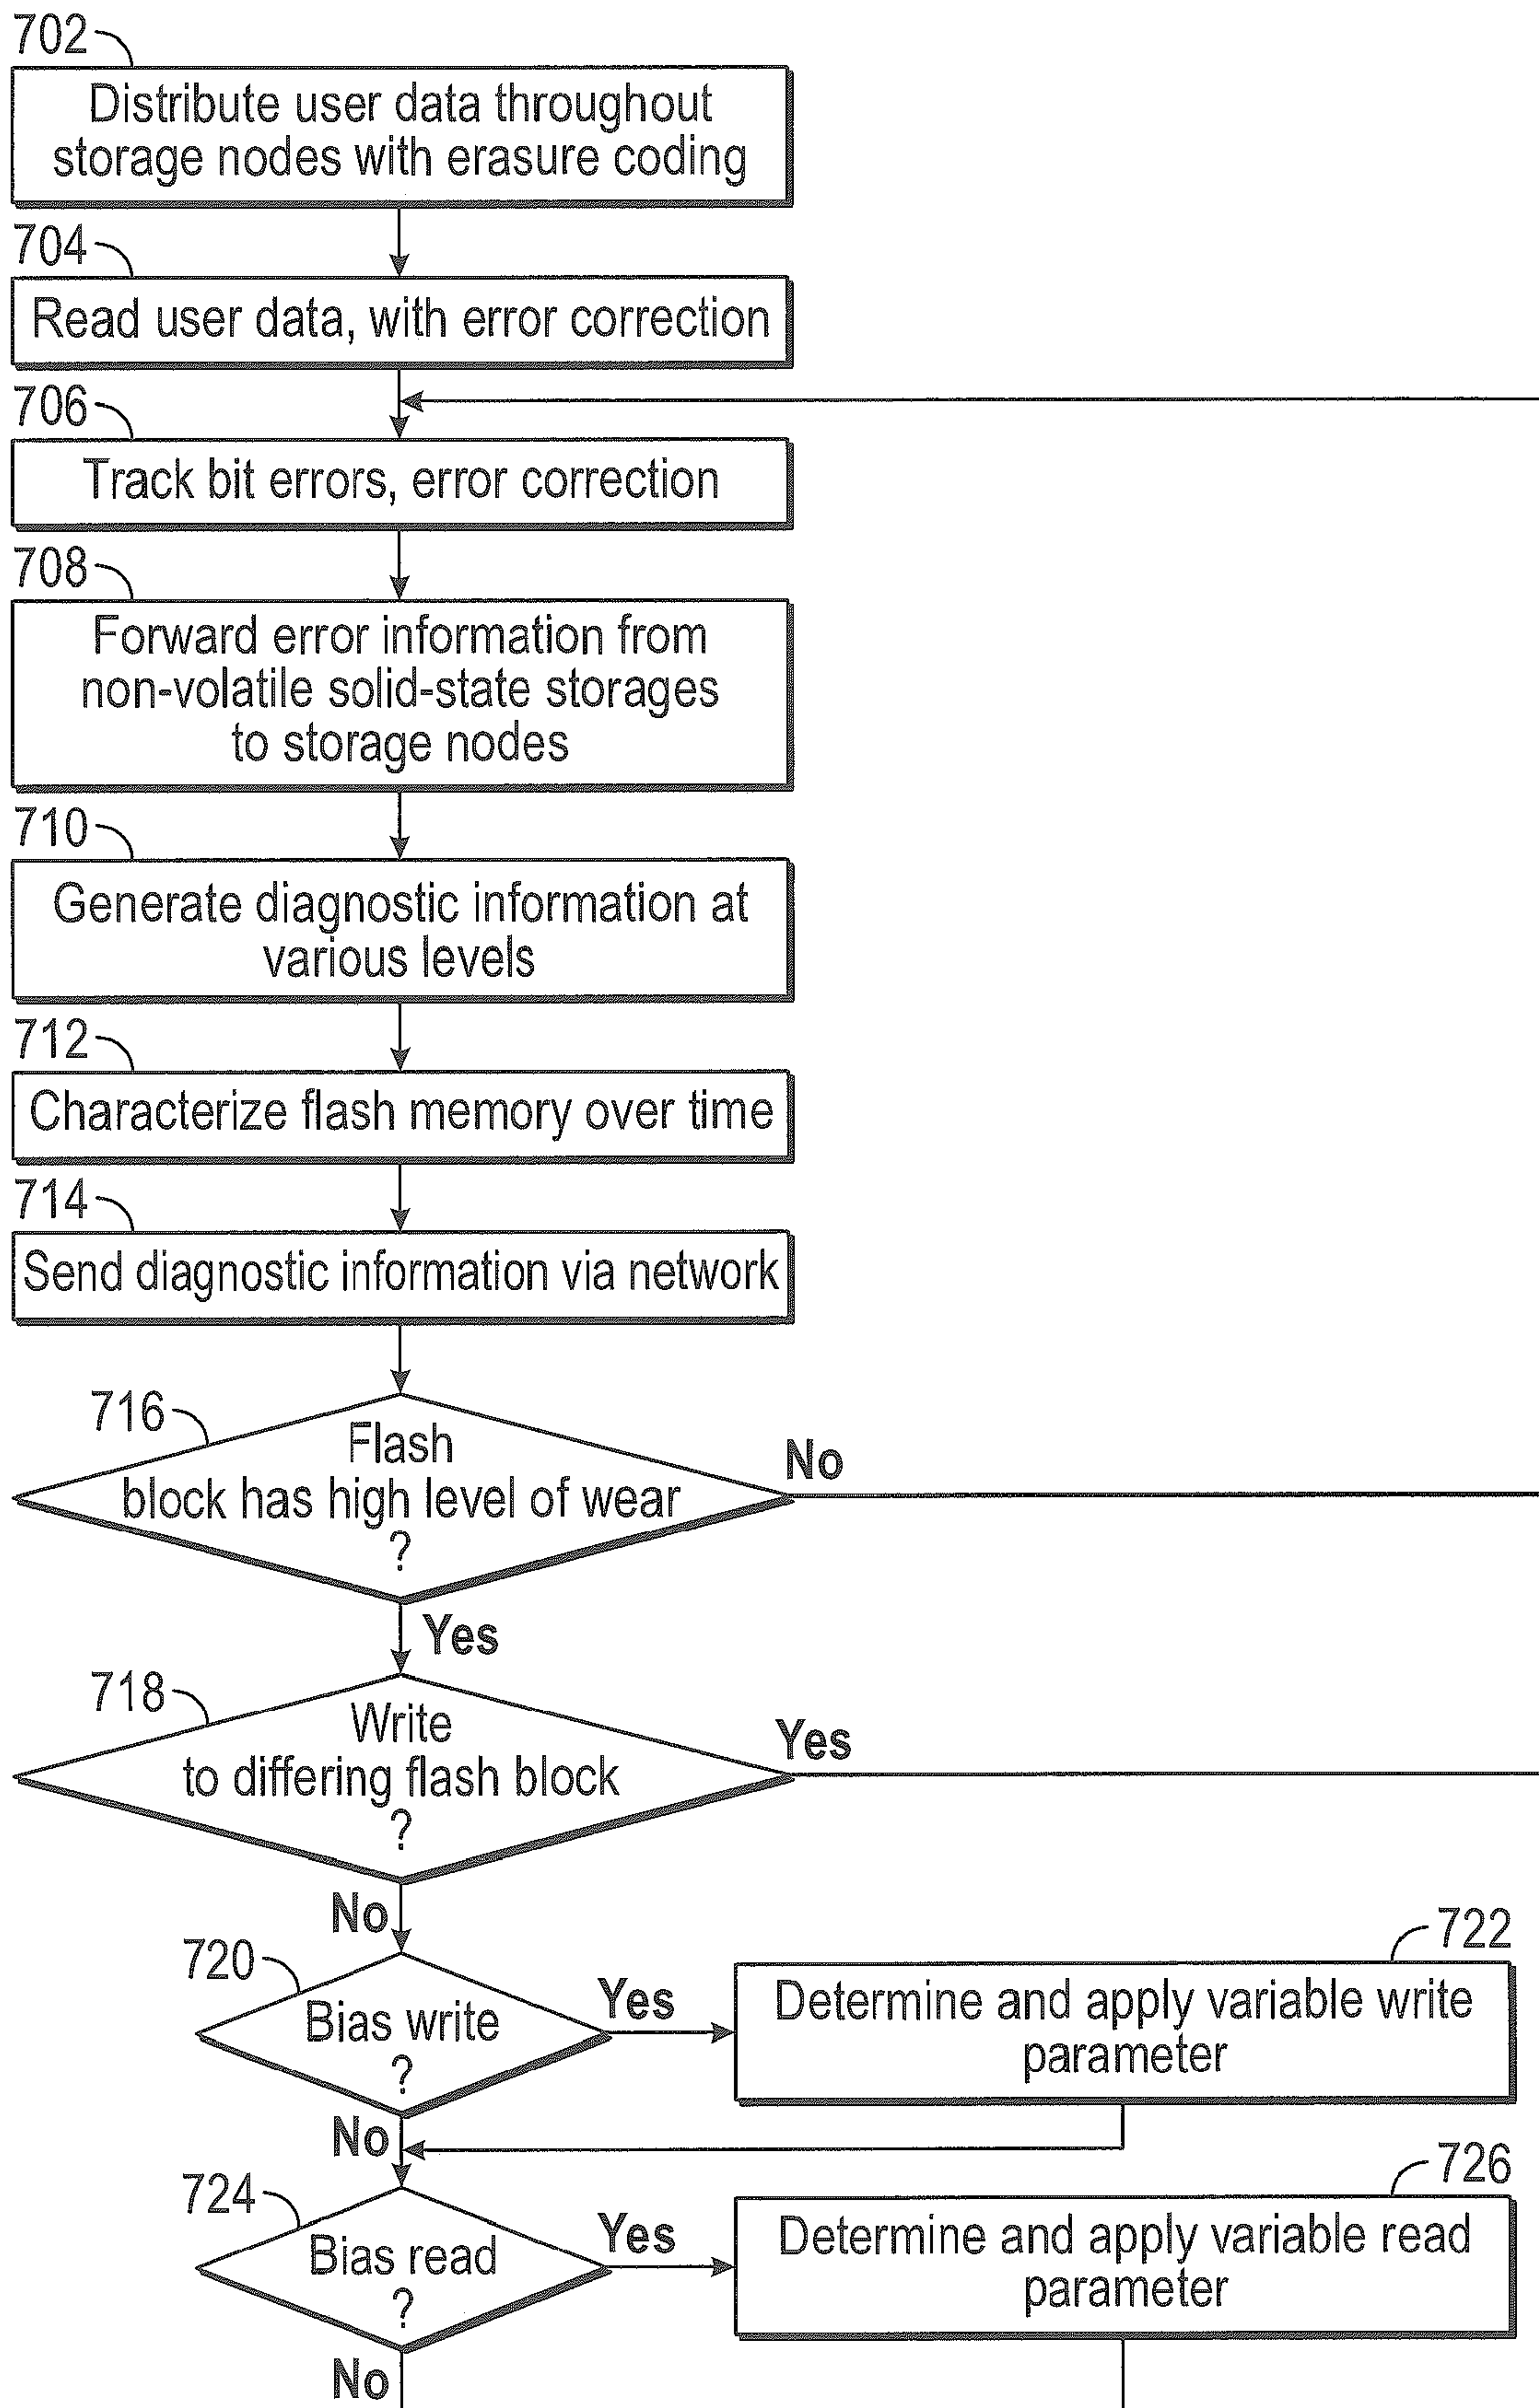 702
Distribute user data throughout
storage nodes with erasure coding
704
Read user data, with error correction
706
Track bit errors, error correction
708
Forward error information from
non-volatile solid-state storages
to storage nodes
710
Generate diagnostic information at
various levels
712
Characterize flash memory over time
714
Send diagnostic information via network
716
Flash
block has high level of wear
?
No
Yes
718
Write
to differing flash block
?
Yes
No
720
Bias write
?
Yes
722
Determine and apply variable write
parameter
No
724
Bias read
?
Yes
726
Determine and apply variable read
parameter
No